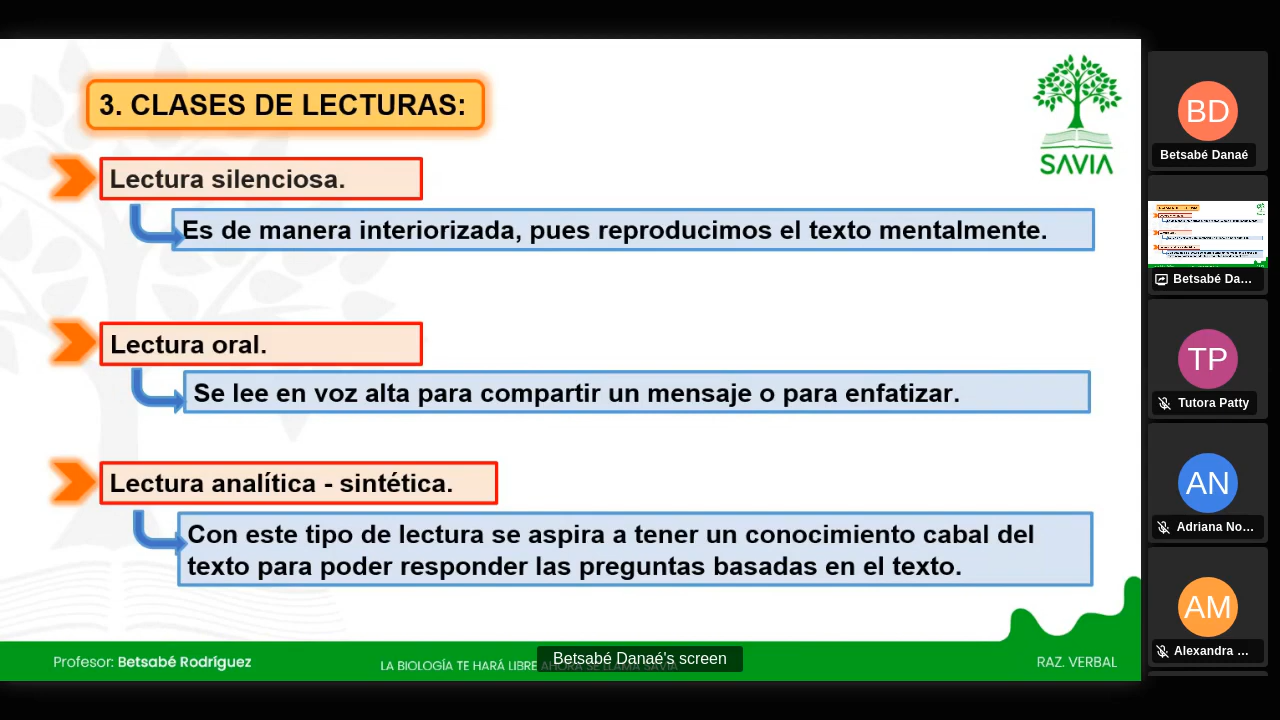 3. CLASES DE LECTURAS:
SAVIA
Lectura silenciosa.
Es de manera interiorizada, pues reproducimos el texto mentalmente.
Lectura oral.
Se lee en voz alta para compartir un mensaje o para enfatizar.
Lectura analítica - sintética.
Con este tipo de lectura se aspira a tener un conocimiento cabal del
texto para poder responder las preguntas basadas en el texto.
Profesor: Betsabé Rodríguez
LA BIOLOGÍA TE HARÁ LIBRE AHORA SE LLAMA SAVIA
Betsabé Danaé's screen
RAZ. VERBAL
BD
Betsabé Danaé
Betsabé Da...
TP
Tutora Patty
AN
Adriana No...
AM
Alexandra ...